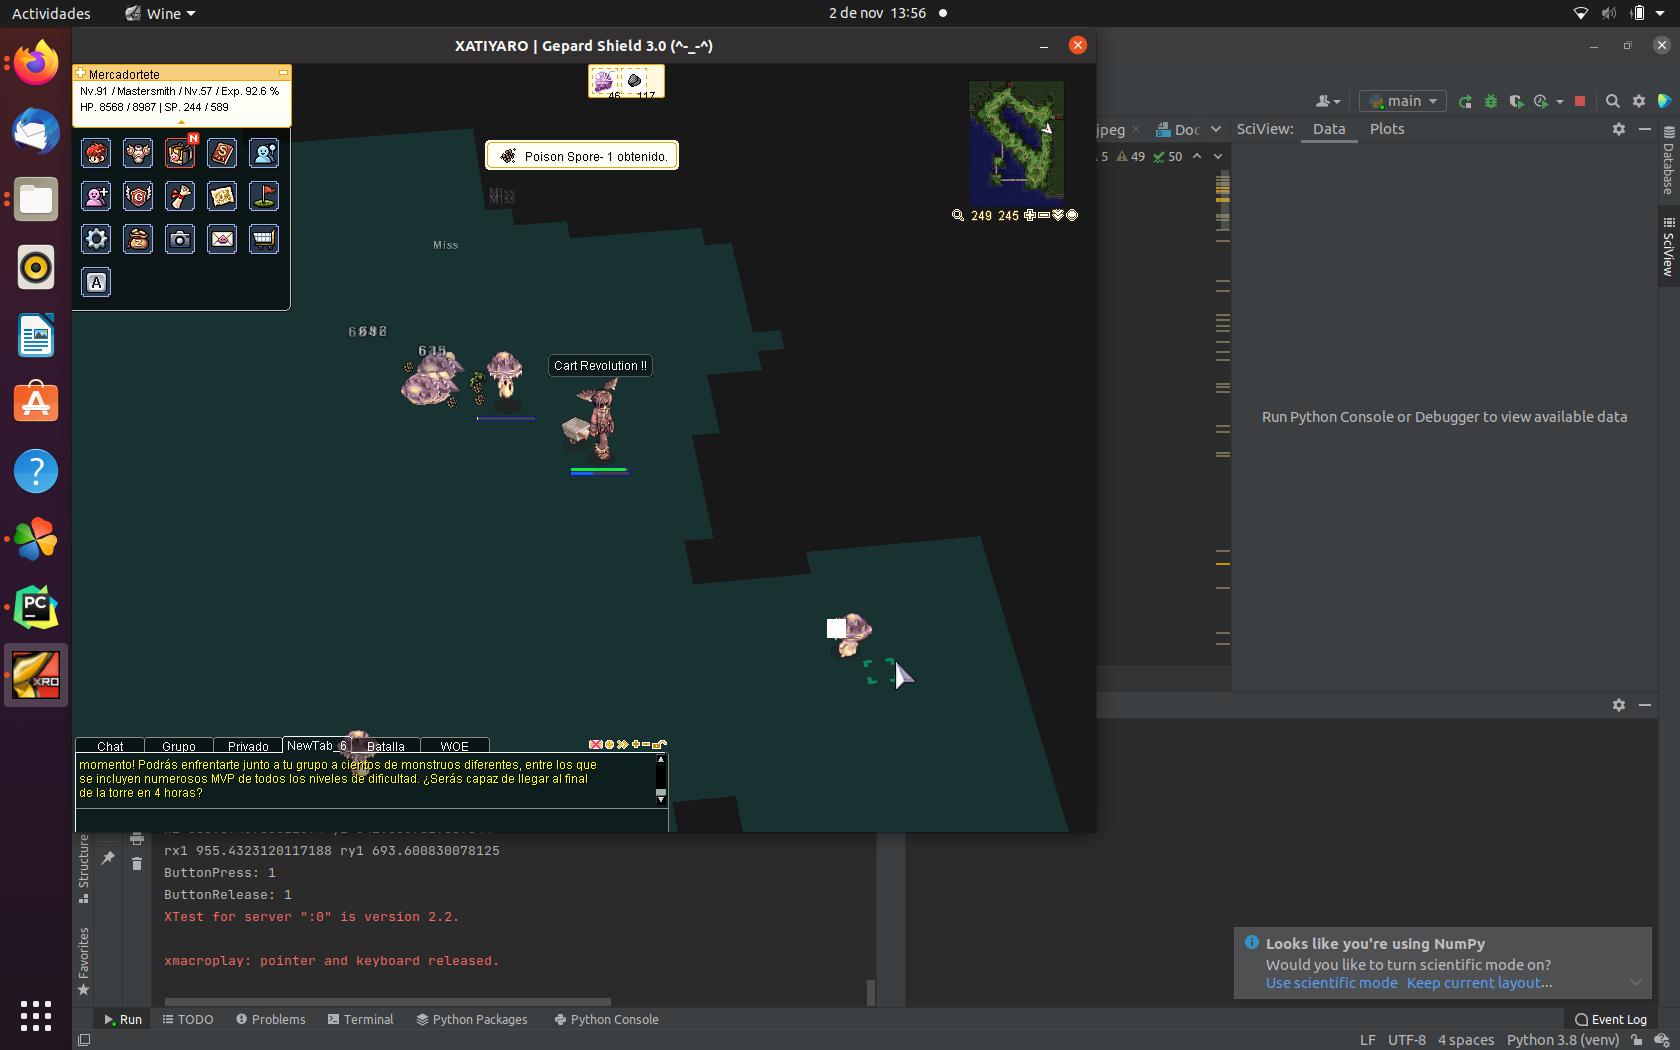 Actividades
Wine
2 de nov 13:56
XATIYARO | Gepard Shield 3.0 (^-_-^)
Mercadortete
Nv.91 / Mastersmith / Nv.57 / Exp. 92.6 %
HP. 8568 / 8987 | SP. 244 / 589
N
46 117
Poison Spore- 1 obtenido.
Miss
Miss
Miss
635
Cart Revolution !!
249 245
A
G
Chat Grupo Privado NewTab_6 Batalla WOE
momento! Podrás enfrentarte junto a tu grupo a cientos de monstruos diferentes, entre los que
se incluyen numerosos MVP de todos los niveles de dificultad. ¿Serás capaz de llegar al final
de la torre en 4 horas?
main
jpeg Doc
5 49 50
SciView: Data Plots
Database
SciView
Run Python Console or Debugger to view available data
PC
XRO
rx1 955.4323120117188 ry1 693.600830078125
ButtonPress: 1
ButtonRelease: 1
XTest for server ":0" is version 2.2.
xmacroplay: pointer and keyboard released.
Structure
Favorites
Looks like you're using NumPy
Would you like to turn scientific mode on?
Use scientific mode Keep current layout...
Run TODO Problems Terminal Python Packages Python Console
Event Log
LF UTF-8 4 spaces Python 3.8 (venv)